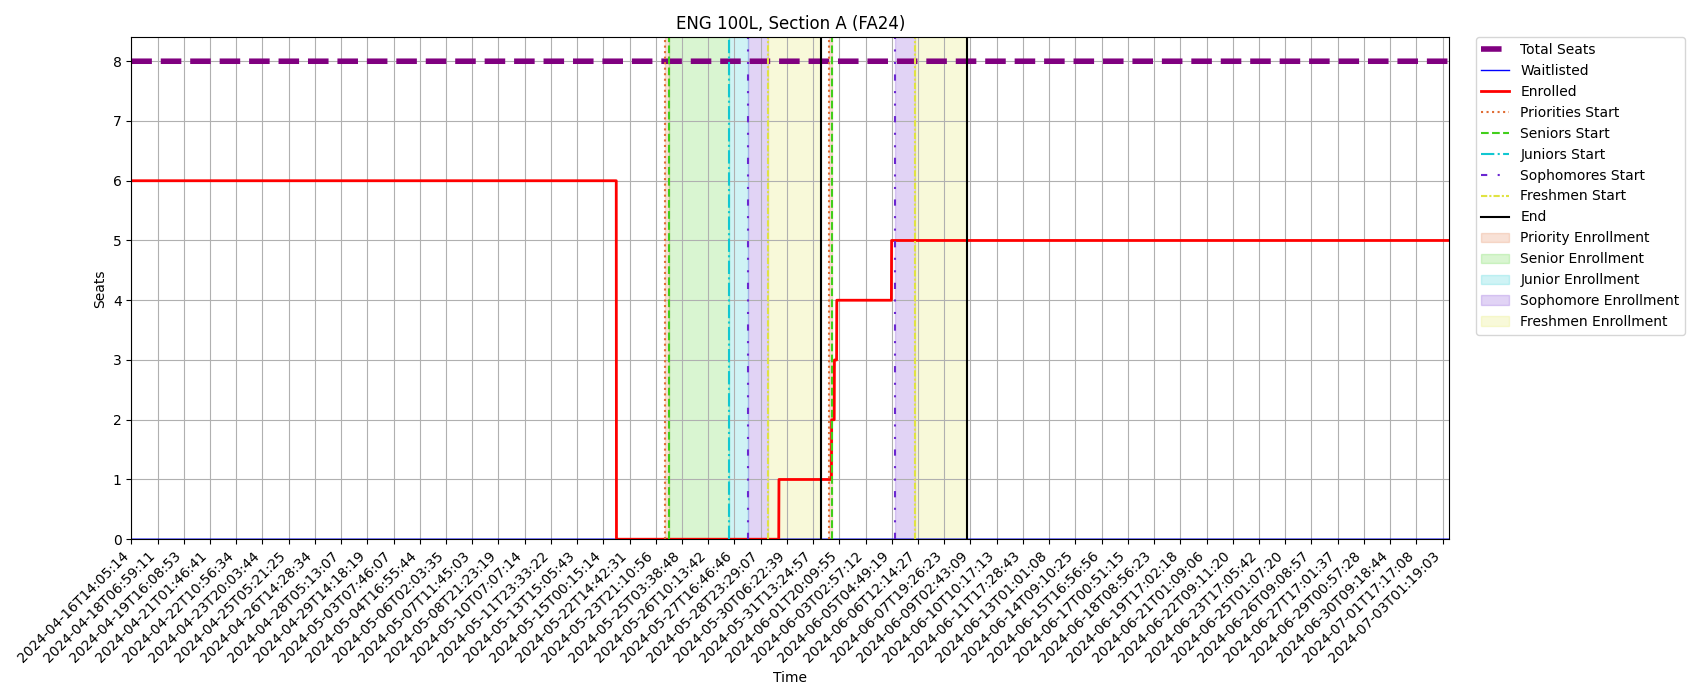 ENG 100L, Section A (FA24)
Seats
8
7
6
5
4
3
2
1
0
2024-04-16T14:05:14
2024-04-18T06:59:11
2024-04-19T16:08:53
2024-04-21T01:46:41
2024-04-22T10:56:34
2024-04-23T20:03:44
2024-04-25T05:21:25
2024-04-26T14:28:34
2024-04-28T05:13:07
2024-04-29T14:18:19
2024-05-03T07:46:07
2024-05-04T16:55:44
2024-05-06T02:03:35
2024-05-07T11:45:03
2024-05-08T21:23:19
2024-05-10T07:07:14
2024-05-11T23:33:22
2024-05-13T15:05:43
2024-05-15T00:15:14
2024-05-22T14:42:31
2024-05-23T21:10:56
2024-05-25T03:38:48
2024-05-26T10:13:42
2024-05-27T16:46:46
2024-05-28T23:29:07
2024-05-30T06:22:39
2024-05-31T13:24:57
2024-06-01T20:09:55
2024-06-03T02:57:12
2024-06-05T04:49:19
2024-06-06T12:14:27
2024-06-07T19:26:23
2024-06-09T02:43:09
2024-06-10T10:17:13
2024-06-11T17:28:43
2024-06-13T01:01:08
2024-06-14T09:10:25
2024-06-15T16:56:56
2024-06-17T00:51:15
2024-06-18T08:56:23
2024-06-19T17:02:18
2024-06-21T01:09:06
2024-06-22T09:11:20
2024-06-23T17:05:42
2024-06-25T01:07:20
2024-06-26T09:08:57
2024-06-27T17:01:37
2024-06-29T00:57:28
2024-06-30T09:18:44
2024-07-01T17:17:08
2024-07-03T01:19:03
Time
Total Seats
Waitlisted
Enrolled
Priorities Start
Seniors Start
Juniors Start
Sophomores Start
Freshmen Start
End
Priority Enrollment
Senior Enrollment
Junior Enrollment
Sophomore Enrollment
Freshmen Enrollment